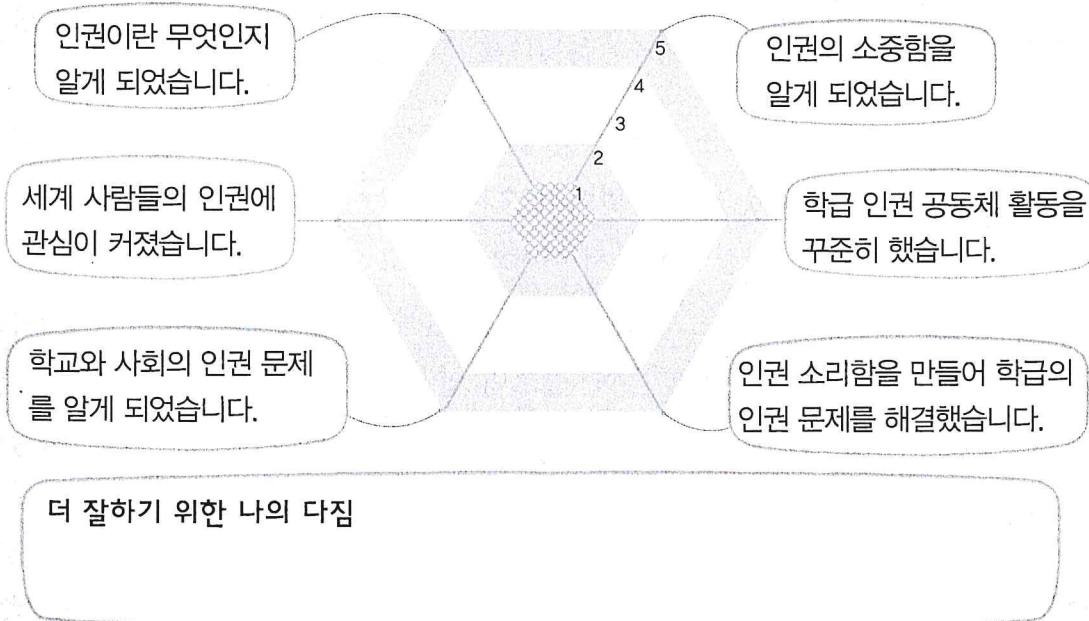 인권이란 무엇인지
알게 되었습니다.
5
4
3
2
1
인권의 소중함을
알게 되었습니다.
세계 사람들의 인권에
관심이 커졌습니다.
학급 인권 공동체 활동을
꾸준히 했습니다.
학교와 사회의 인권 문제
를 알게 되었습니다.
인권 소리함을 만들어 학급의
인권 문제를 해결했습니다.
더 잘하기 위한 나의 다짐